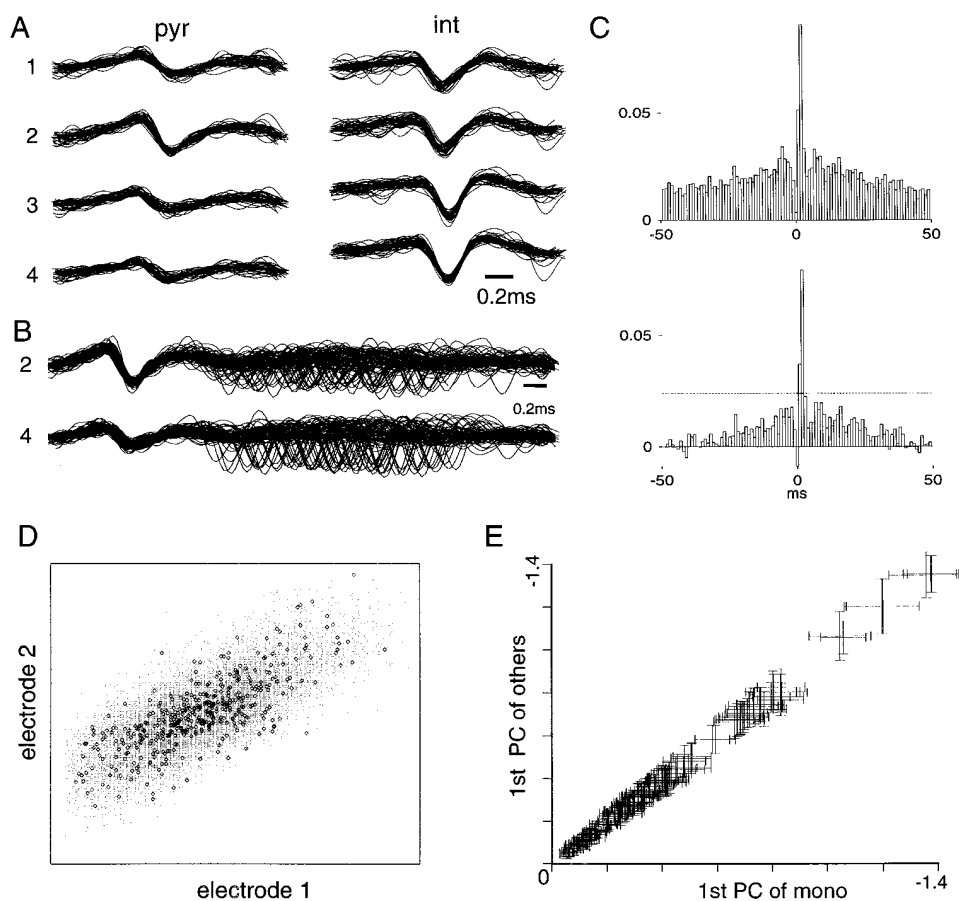 A
pyr
int
1
2
3
4
0.2ms
B
2
4
0.2ms
C
0.05
0
-50
0
50
0.05
0
-50
0
50
ms
D
electrode 2
electrode 1
E
-1.4
1st PC of others
0
1st PC of mono
-1.4